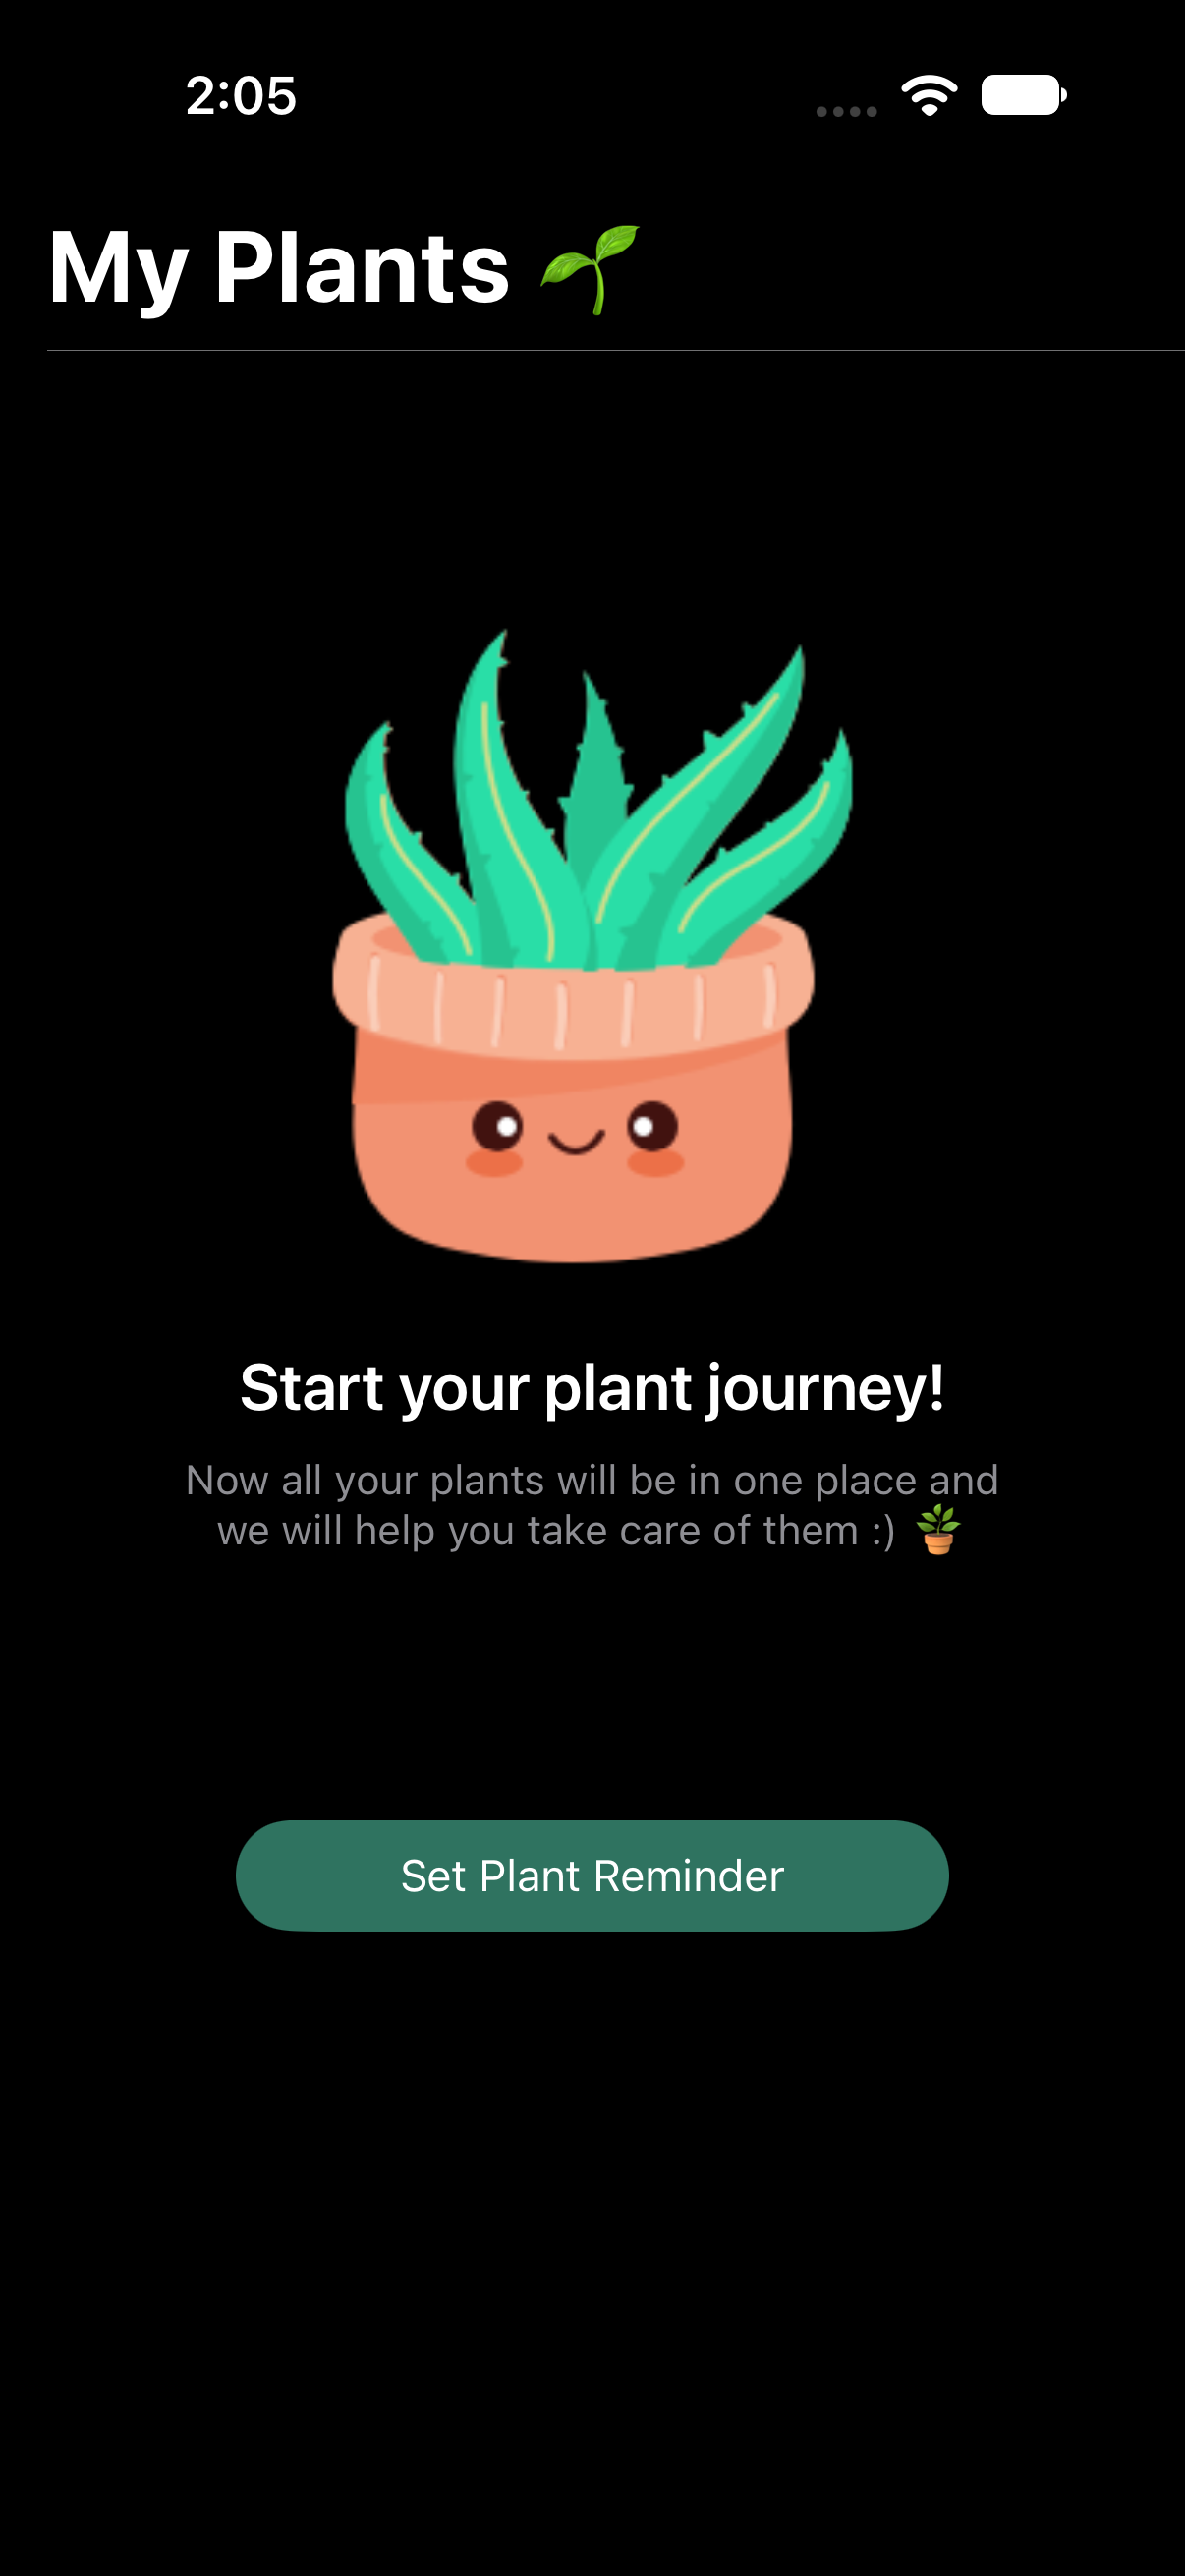 2:05
My Plants 🌱
Start your plant journey!
Now all your plants will be in one place and
we will help you take care of them :) 🪴
Set Plant Reminder